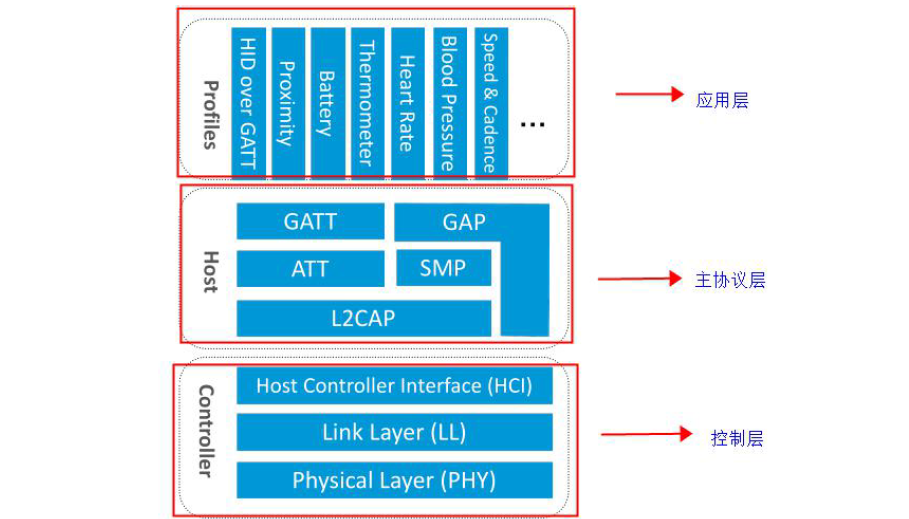 Profiles
HID over GATT
Proximity
Battery
Thermometer
Heart Rate
Blood Pressure
Speed & Cadence
...
应用层
Host
GATT
GAP
ATT
SMP
L2CAP
主协议层
Controller
Host Controller Interface (HCI)
Link Layer (LL)
Physical Layer (PHY)
控制层